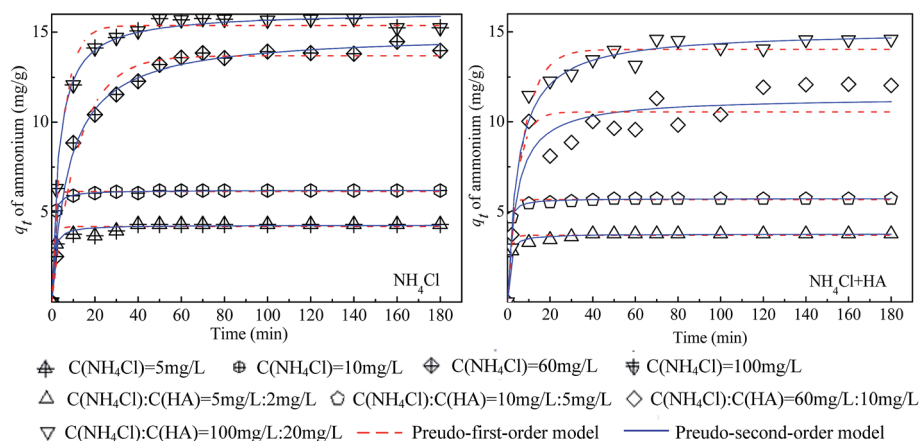 15
10
5
q_t of ammonium (mg/g)
NH₄Cl
0 20 40 60 80 100 120 140 160 180
Time (min)
15
10
5
q_t of ammonium (mg/g)
NH₄Cl+HA
0 20 40 60 80 100 120 140 160 180
Time (min)
C(NH₄Cl)=5mg/L C(NH₄Cl)=10mg/L C(NH₄Cl)=60mg/L C(NH₄Cl)=100mg/L
C(NH₄Cl):C(HA)=5mg/L:2mg/L C(NH₄Cl):C(HA)=10mg/L:5mg/L C(NH₄Cl):C(HA)=60mg/L:10mg/L
C(NH₄Cl):C(HA)=100mg/L:20mg/L Preudo-first-order model Preudo-second-order model